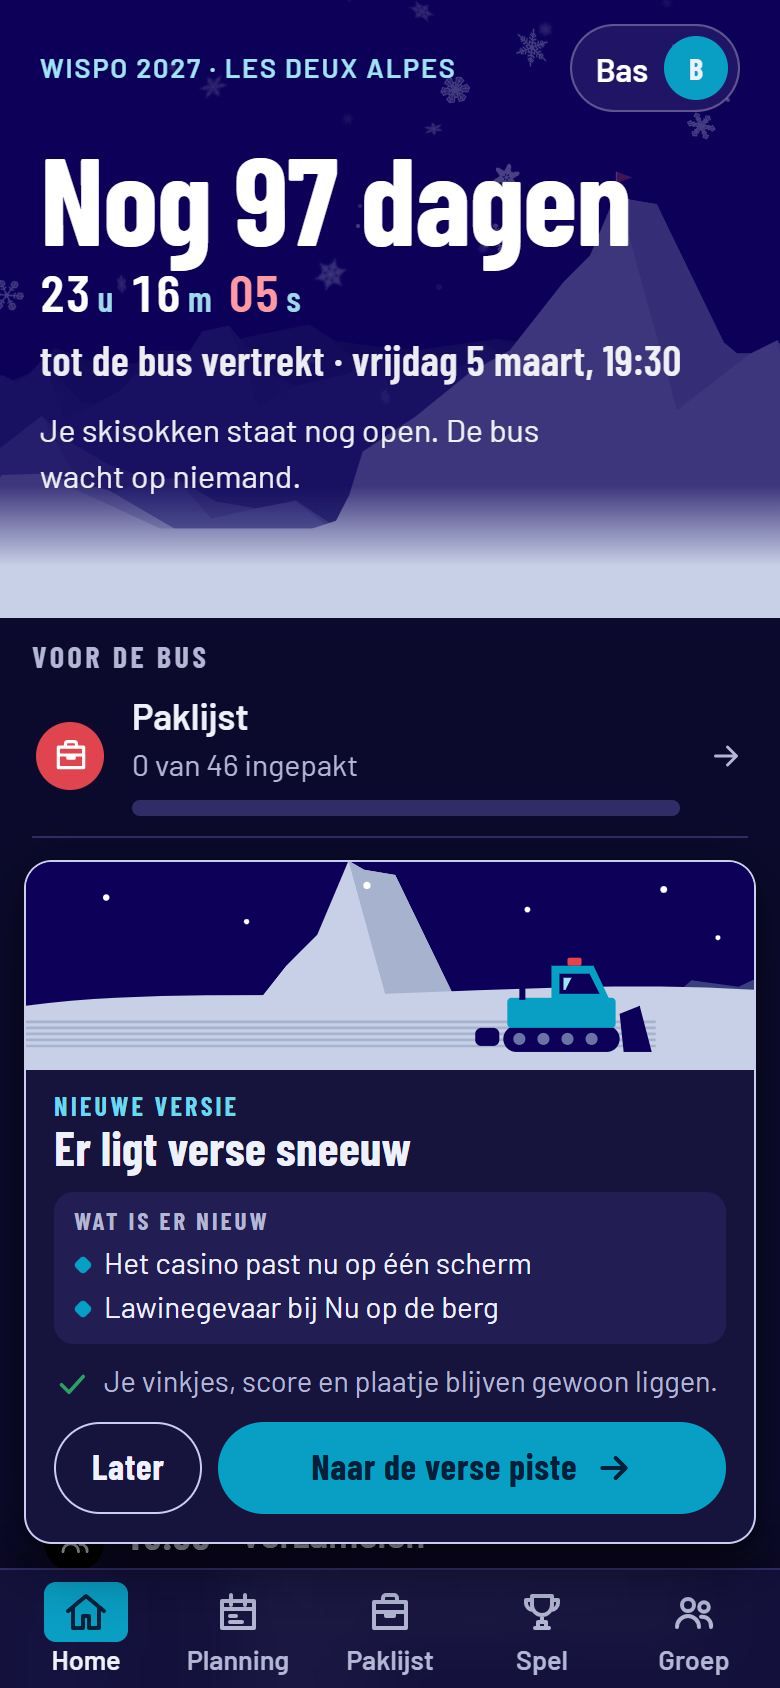 WISPO 2027 · LES DEUX ALPES
Bas
B
Nog 97 dagen
23 u 16 m 05 s
tot de bus vertrekt · vrijdag 5 maart, 19:30
Je skisokken staat nog open. De bus
wacht op niemand.
VOOR DE BUS
Paklijst
0 van 46 ingepakt
NIEUWE VERSIE
Er ligt verse sneeuw
WAT IS ER NIEUW
Het casino past nu op één scherm
Lawinegevaar bij Nu op de berg
Je vinkjes, score en plaatje blijven gewoon liggen.
Later
Naar de verse piste
Home
Planning
Paklijst
Spel
Groep